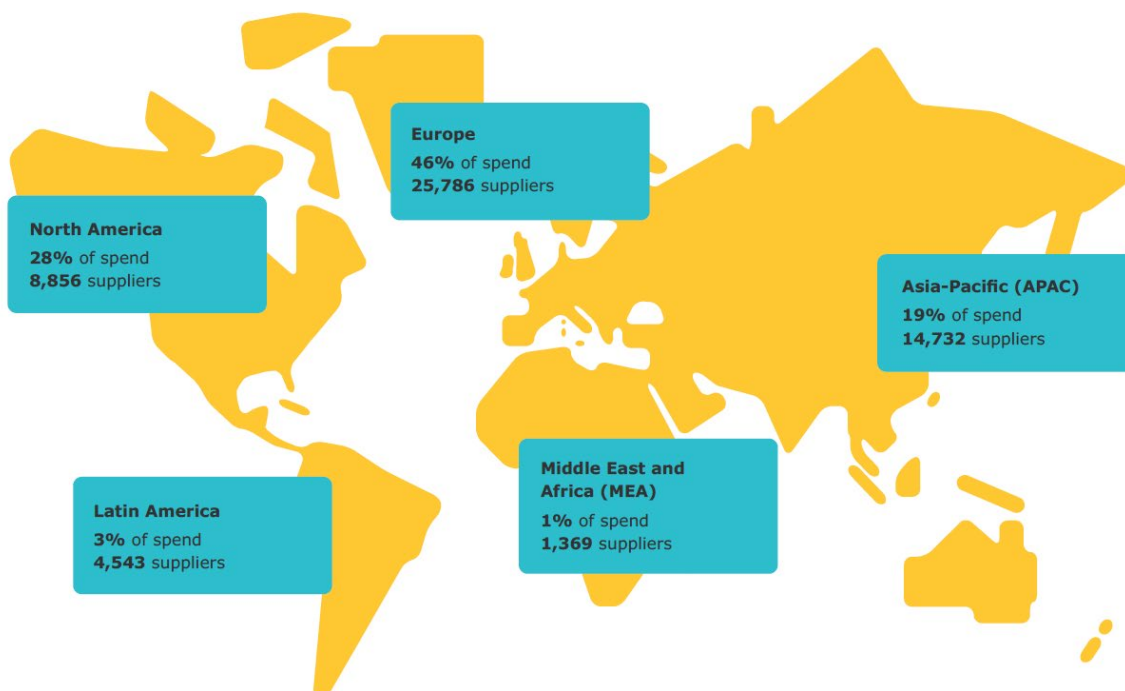 Europe
46% of spend
25,786 suppliers
North America
28% of spend
8,856 suppliers
Asia-Pacific (APAC)
19% of spend
14,732 suppliers
Middle East and
Africa (MEA)
1% of spend
1,369 suppliers
Latin America
3% of spend
4,543 suppliers